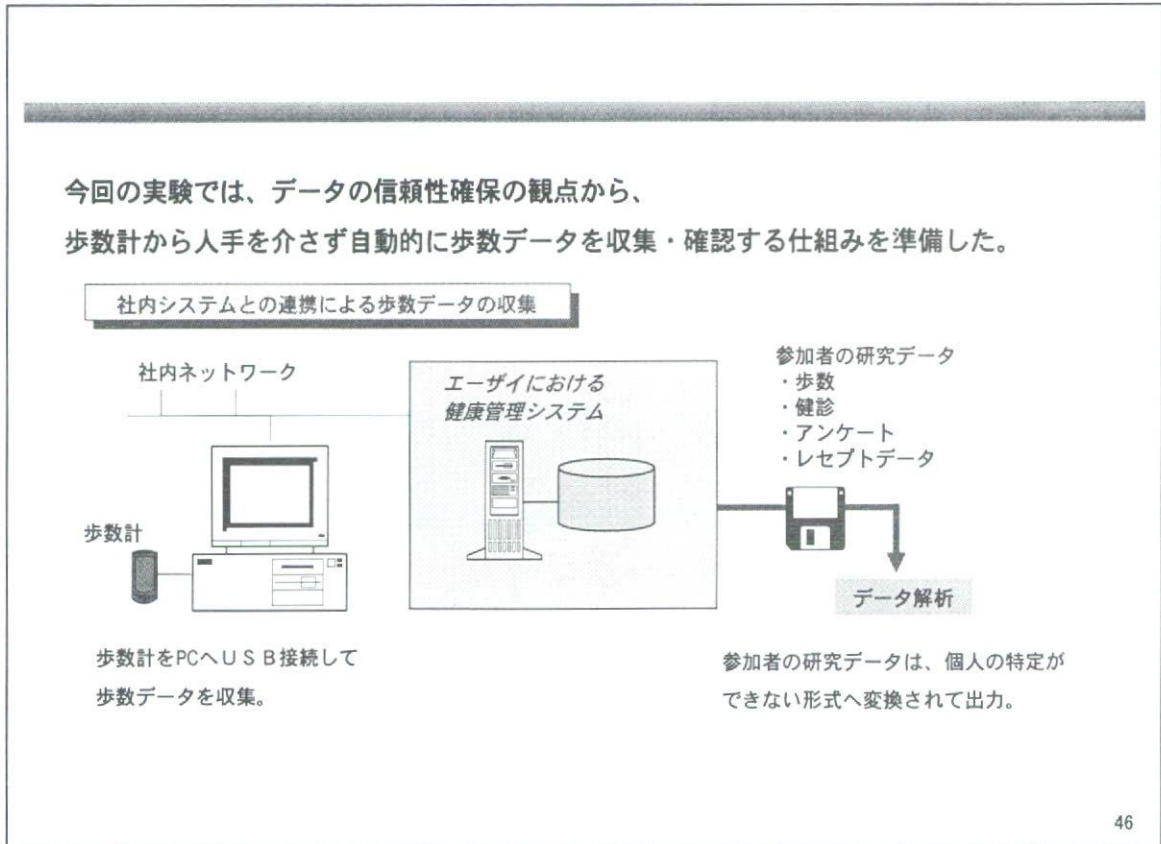 今回の実験では、データの信頼性確保の観点から、
歩数計から人手を介さず自動的に歩数データを収集・確認する仕組みを準備した。
社内システムとの連携による歩数データの収集
社内ネットワーク
歩数計
歩数計をPCへＵＳＢ接続して
歩数データを収集。
エーザイにおける
健康管理システム
参加者の研究データ
・歩数
・健診
・アンケート
・レセプトデータ
データ解析
参加者の研究データは、個人の特定が
できない形式へ変換されて出力。
46